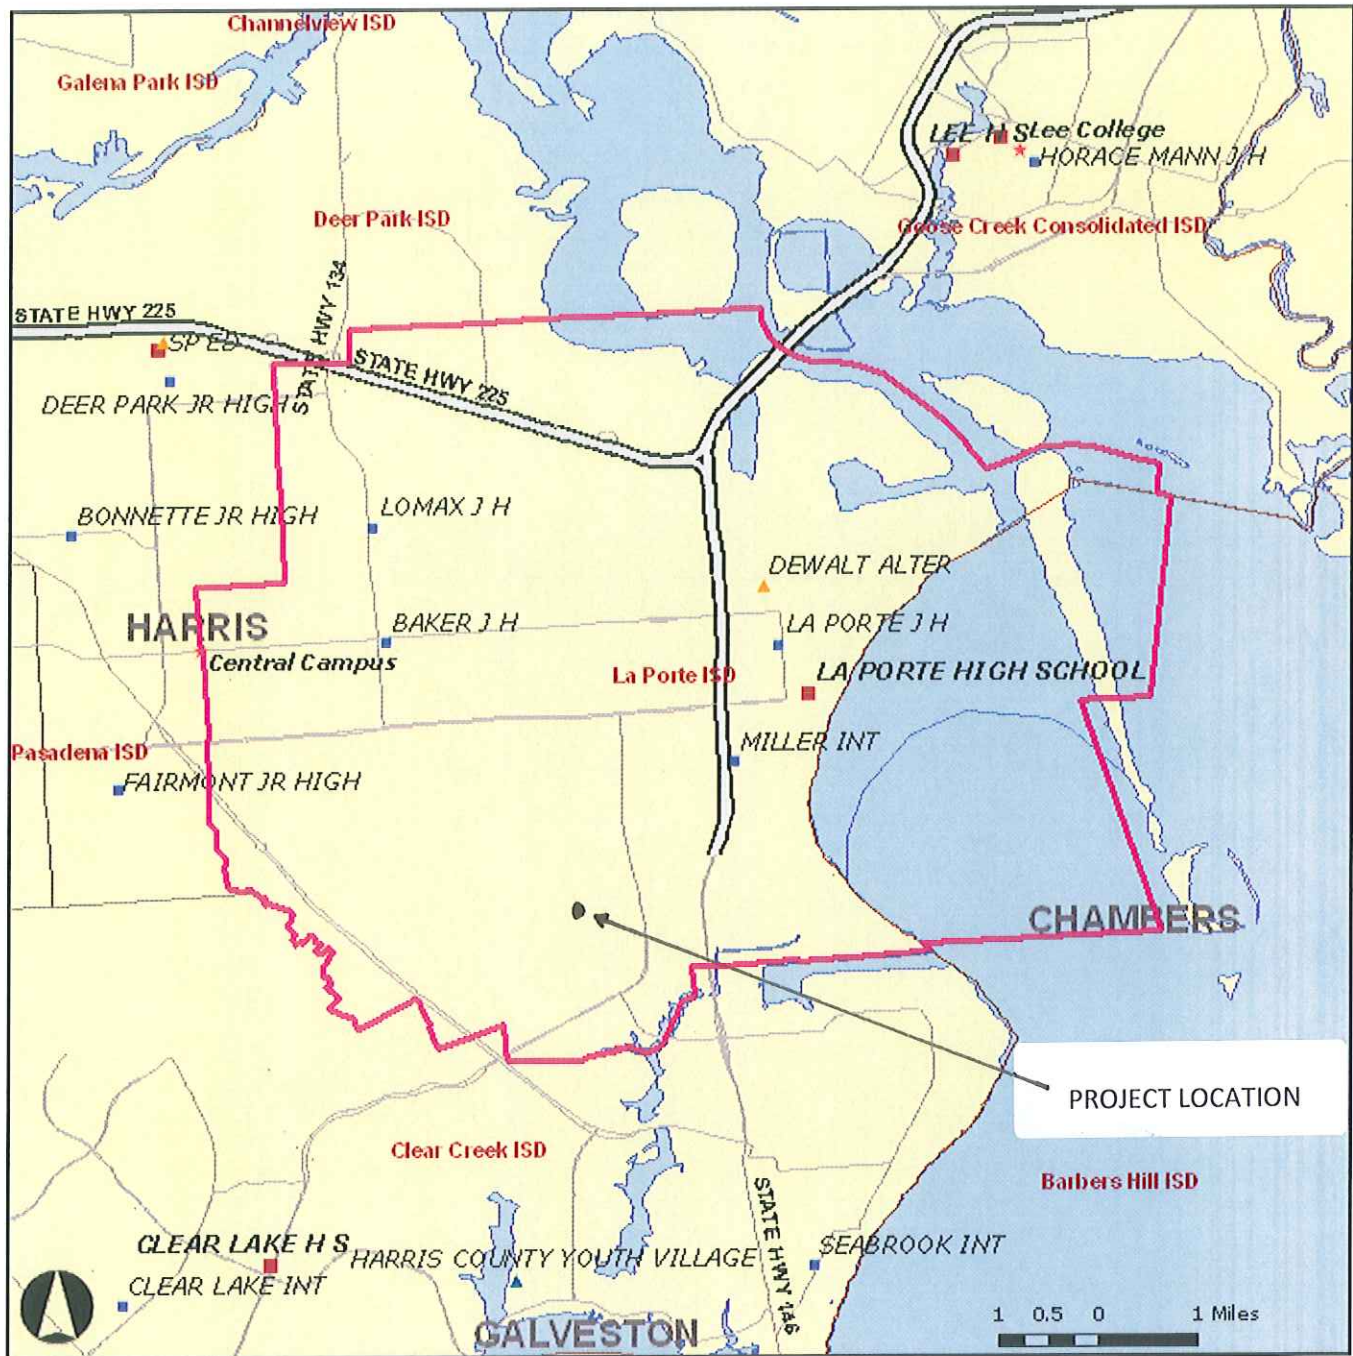 Channelview ISD
Galena Park ISD
LEE H S
Lee College
HORACE MANN J H
Deer Park ISD
Goose Creek Consolidated ISD
STATE HWY 225
STATE HWY 134
SP ED
STATE HWY 225
DEER PARK JR HIGH
BONNETTE JR HIGH
LOMAX J H
DEWALT ALTER
HARRIS
BAKER J H
LA PORTE J H
Central Campus
La Porte ISD
LA PORTE HIGH SCHOOL
Pasadena ISD
MILLER INT
FAIRMONT JR HIGH
CHAMBERS
PROJECT LOCATION
Clear Creek ISD
Barbers Hill ISD
STATE HWY 146
CLEAR LAKE H S
HARRIS COUNTY YOUTH VILLAGE
SEABROOK INT
CLEAR LAKE INT
GALVESTON
1 0.5 0 1 Miles